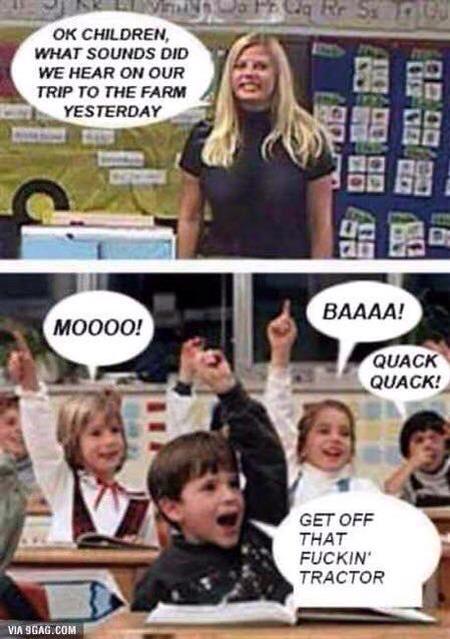 OK CHILDREN,
WHAT SOUNDS DID
WE HEAR ON OUR
TRIP TO THE FARM
YESTERDAY
MOOOO!
BAAAA!
QUACK
QUACK!
GET OFF
THAT
FUCKIN'
TRACTOR
VIA 9GAG.COM